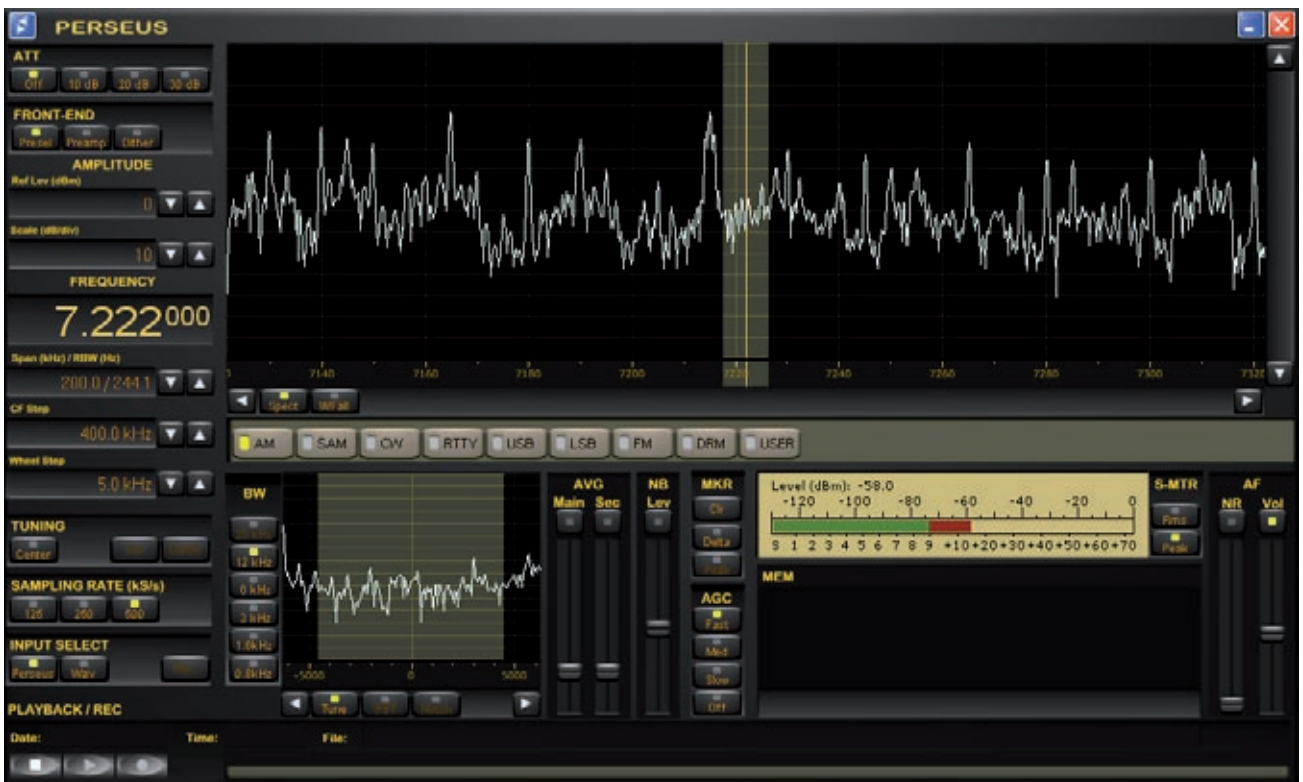 PERSEUS
ATT
Off 10 dB 20 dB 30 dB
FRONT-END
Presel Preamp Dither
AMPLITUDE
Ref Lev (dBm)
0
Scale (dB/div)
10
FREQUENCY
7.222000
Span (kHz) / RBW (Hz)
200.0 / 244.1
CF Step
400.0 kHz
Wheel Step
5.0 kHz
TUNING
Center
SAMPLING RATE (kS/s)
125 250 500
INPUT SELECT
Perseus Wav
PLAYBACK / REC
Date: Time: File:
7140 7160 7180 7200 7220 7240 7260 7280 7300 732
Spect WFall
AM SAM CW RTTY USB LSB FM DRM USER
BW
12 kHz
6 kHz
3 kHz
1.6kHz
0.8kHz
-5000 0 5000
Tune
AVG
Main Sec
NB
Lev
MKR
Clr
Delta
Peak
AGC
Fast
Med
Slow
Off
Level (dBm): -58.0
-120 -100 -80 -60 -40 -20 0
S 1 2 3 4 5 6 7 8 9 +10+20+30+40+50+60+70
S-MTR
Rms
Peak
MEM
AF
NR Vol